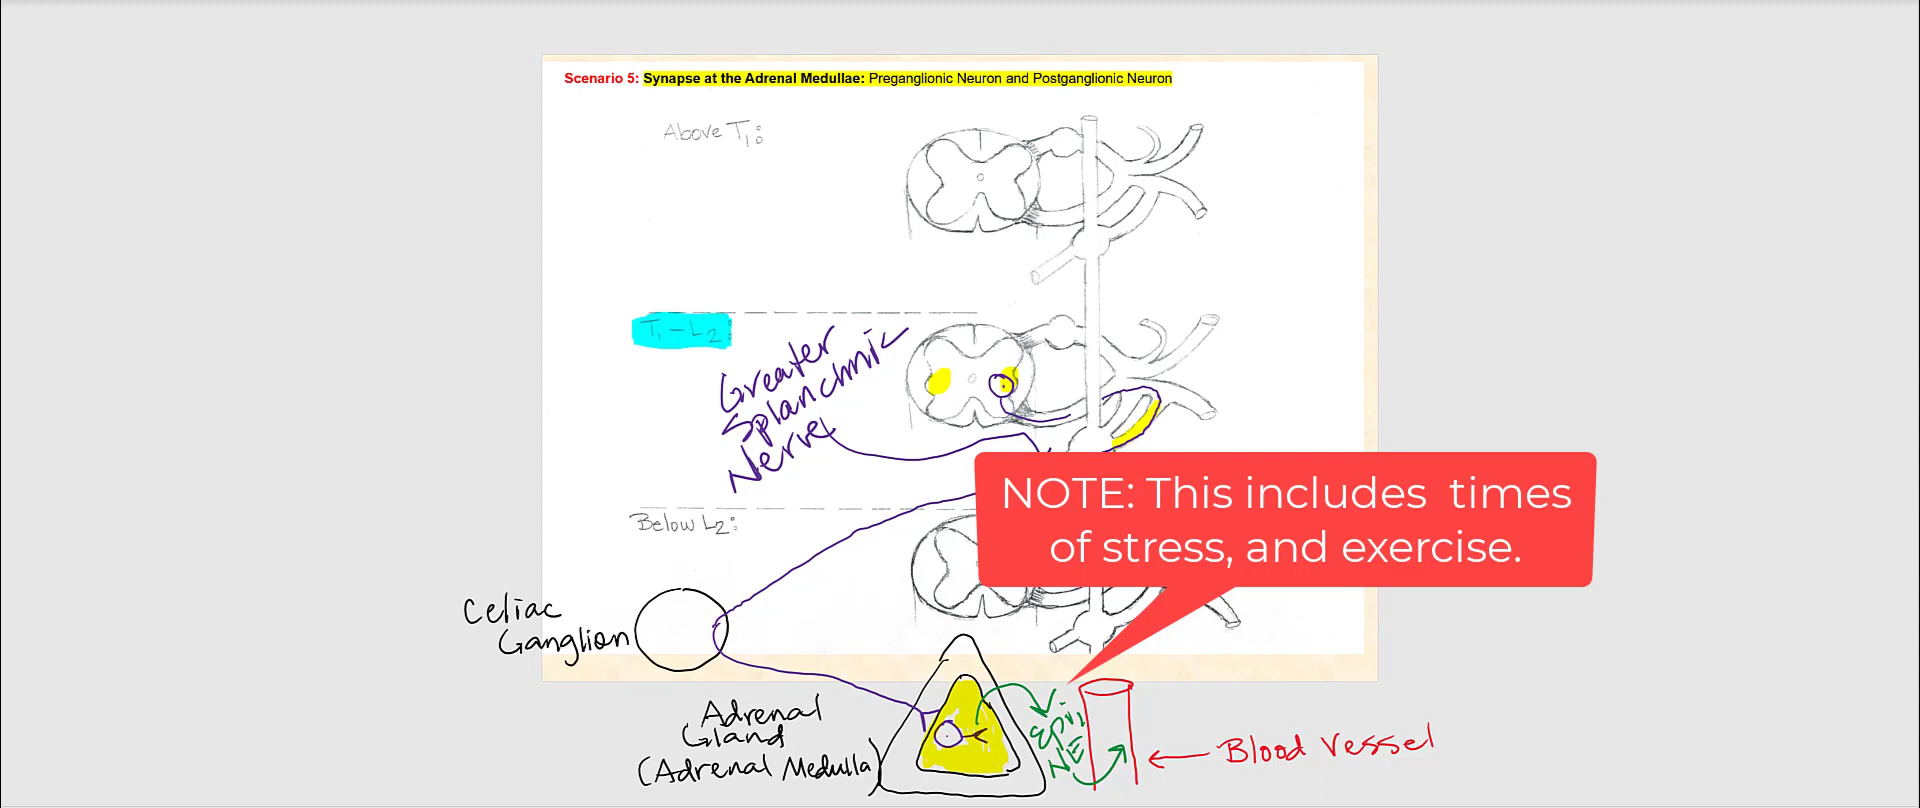 Scenario 5: Synapse at the Adrenal Medullae: Preganglionic Neuron and Postganglionic Neuron
Above T1:
T1-L2:
Greater
Splanchnic
Nerve
NOTE: This includes times
of stress, and exercise.
Below L2:
Celiac
Ganglion
Adrenal
Gland
(Adrenal Medulla)
Epi
NE
Blood Vessel